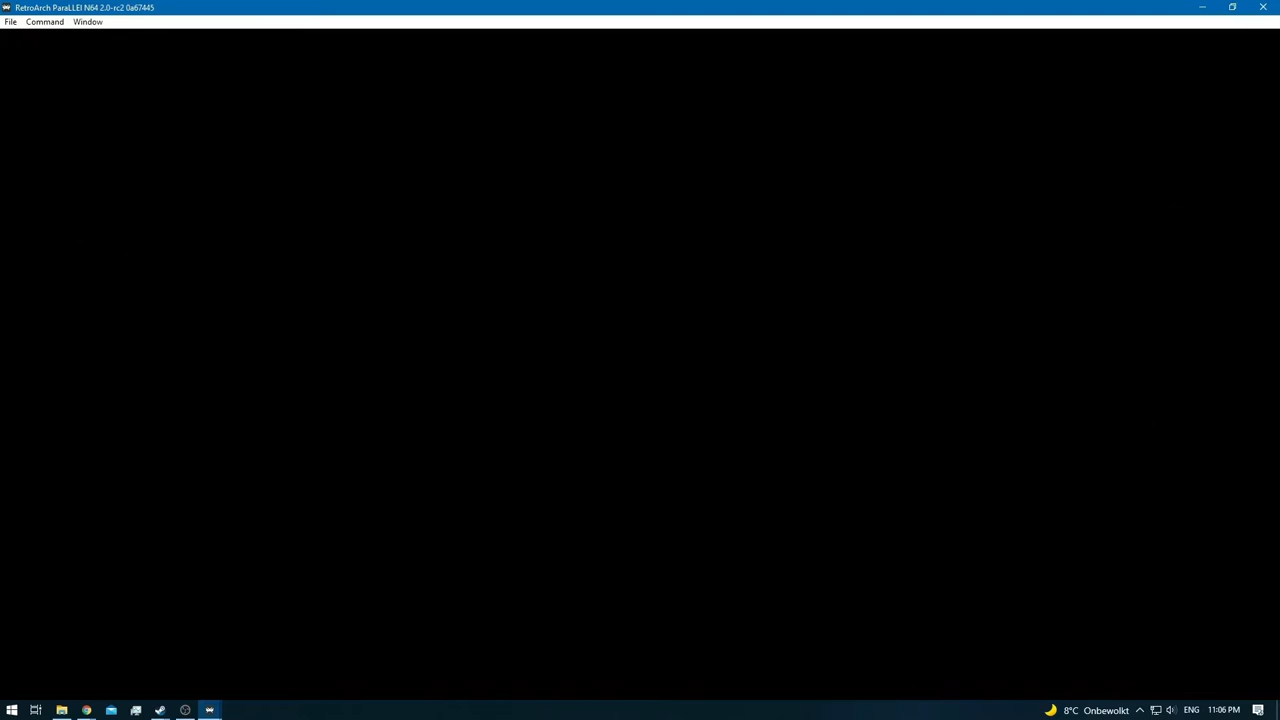 RetroArch ParaLLEl N64 2.0-rc2 0a67445
File Command Window
8°C Onbewolkt ENG 11:06 PM